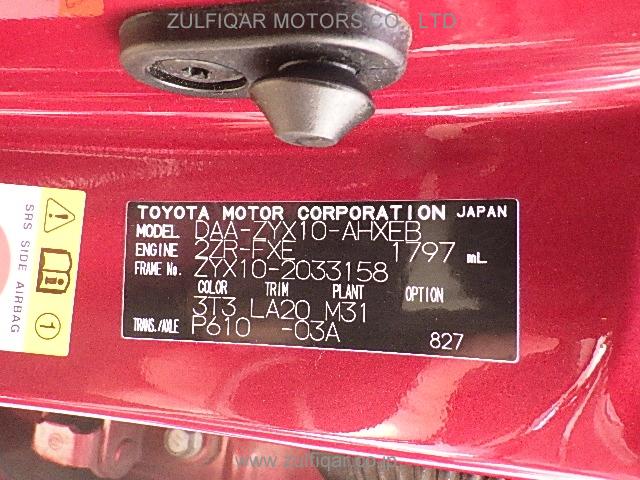 ZULFIQAR MOTORS CO., LTD
TOYOTA MOTOR CORPORATION JAPAN
MODEL DAA-ZYX10-AHXEB
ENGINE 2ZR-FXE 1797 mL
FRAME No. ZYX10-2033158
COLOR TRIM PLANT OPTION
3T3 LA20 M31
TRANS./AXLE P610 -03A
827
SRS SIDE AIRBAG
1
www.zulfiqar.co.jp